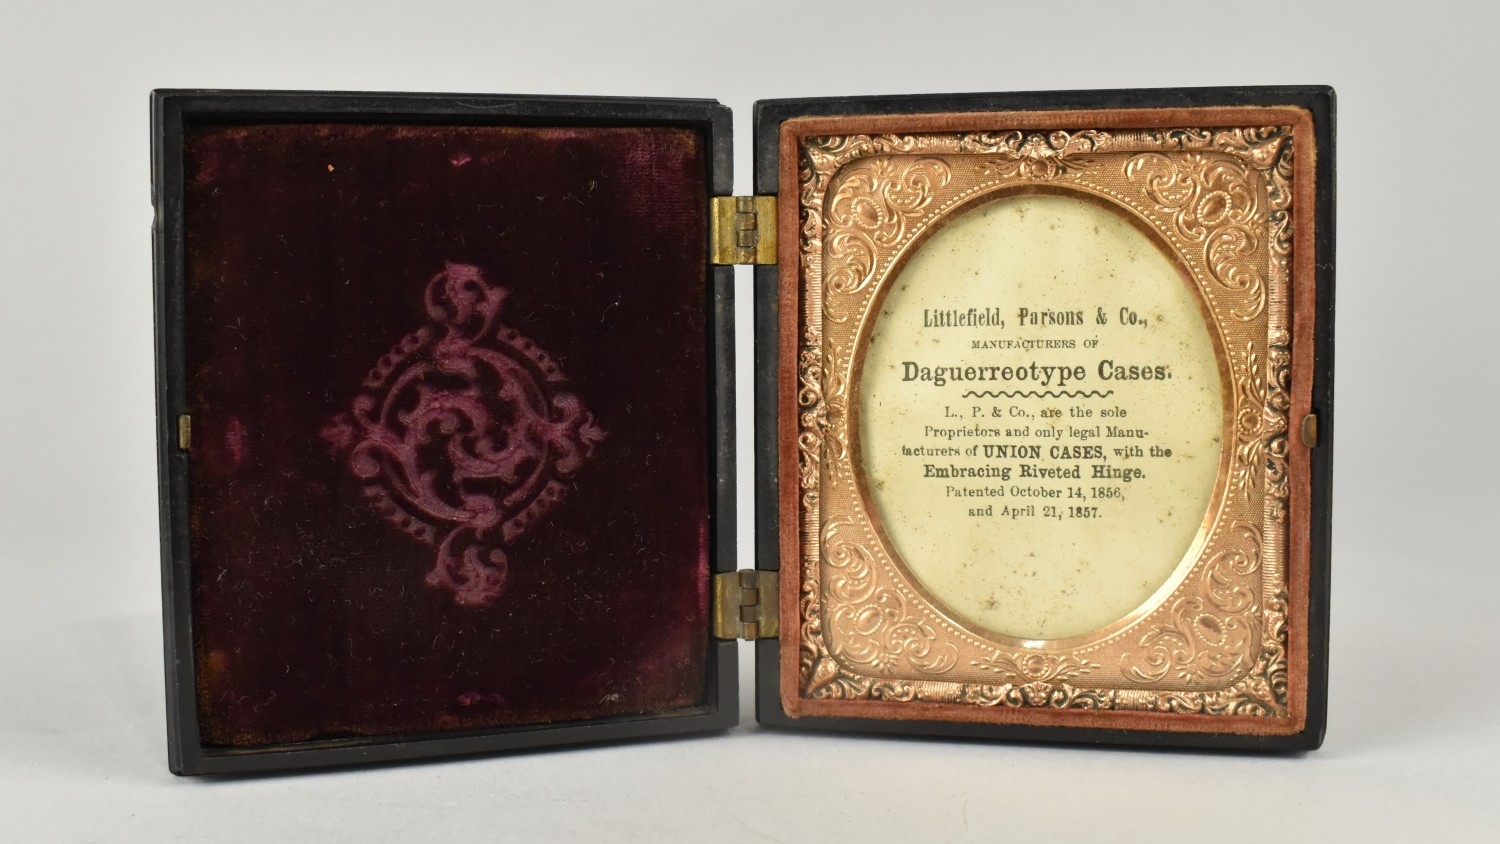 Littlefield, Parsons & Co.,
MANUFACTURERS OF
Daguerreotype Cases.
L., P. & Co., are the sole
Proprietors and only legal Manu-
facturers of UNION CASES, with the
Embracing Riveted Hinge.
Patented October 14, 1856,
and April 21, 1857.